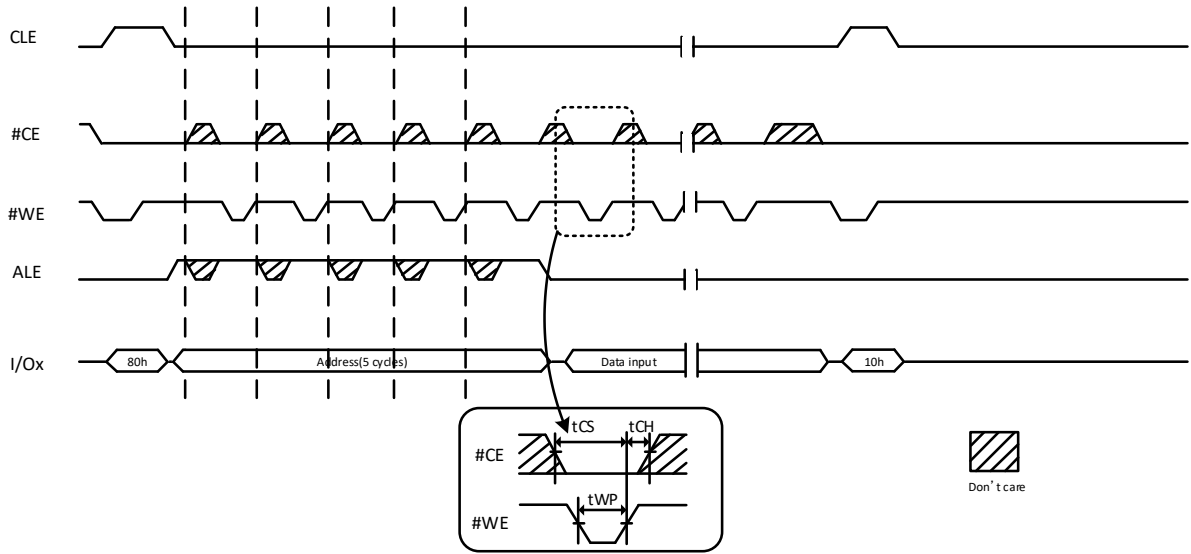 CLE
#CE
#WE
ALE
I/Ox
80h
Address(5 cycles)
Data input
10h
tCS
tCH
#CE
tWP
#WE
Don’t care